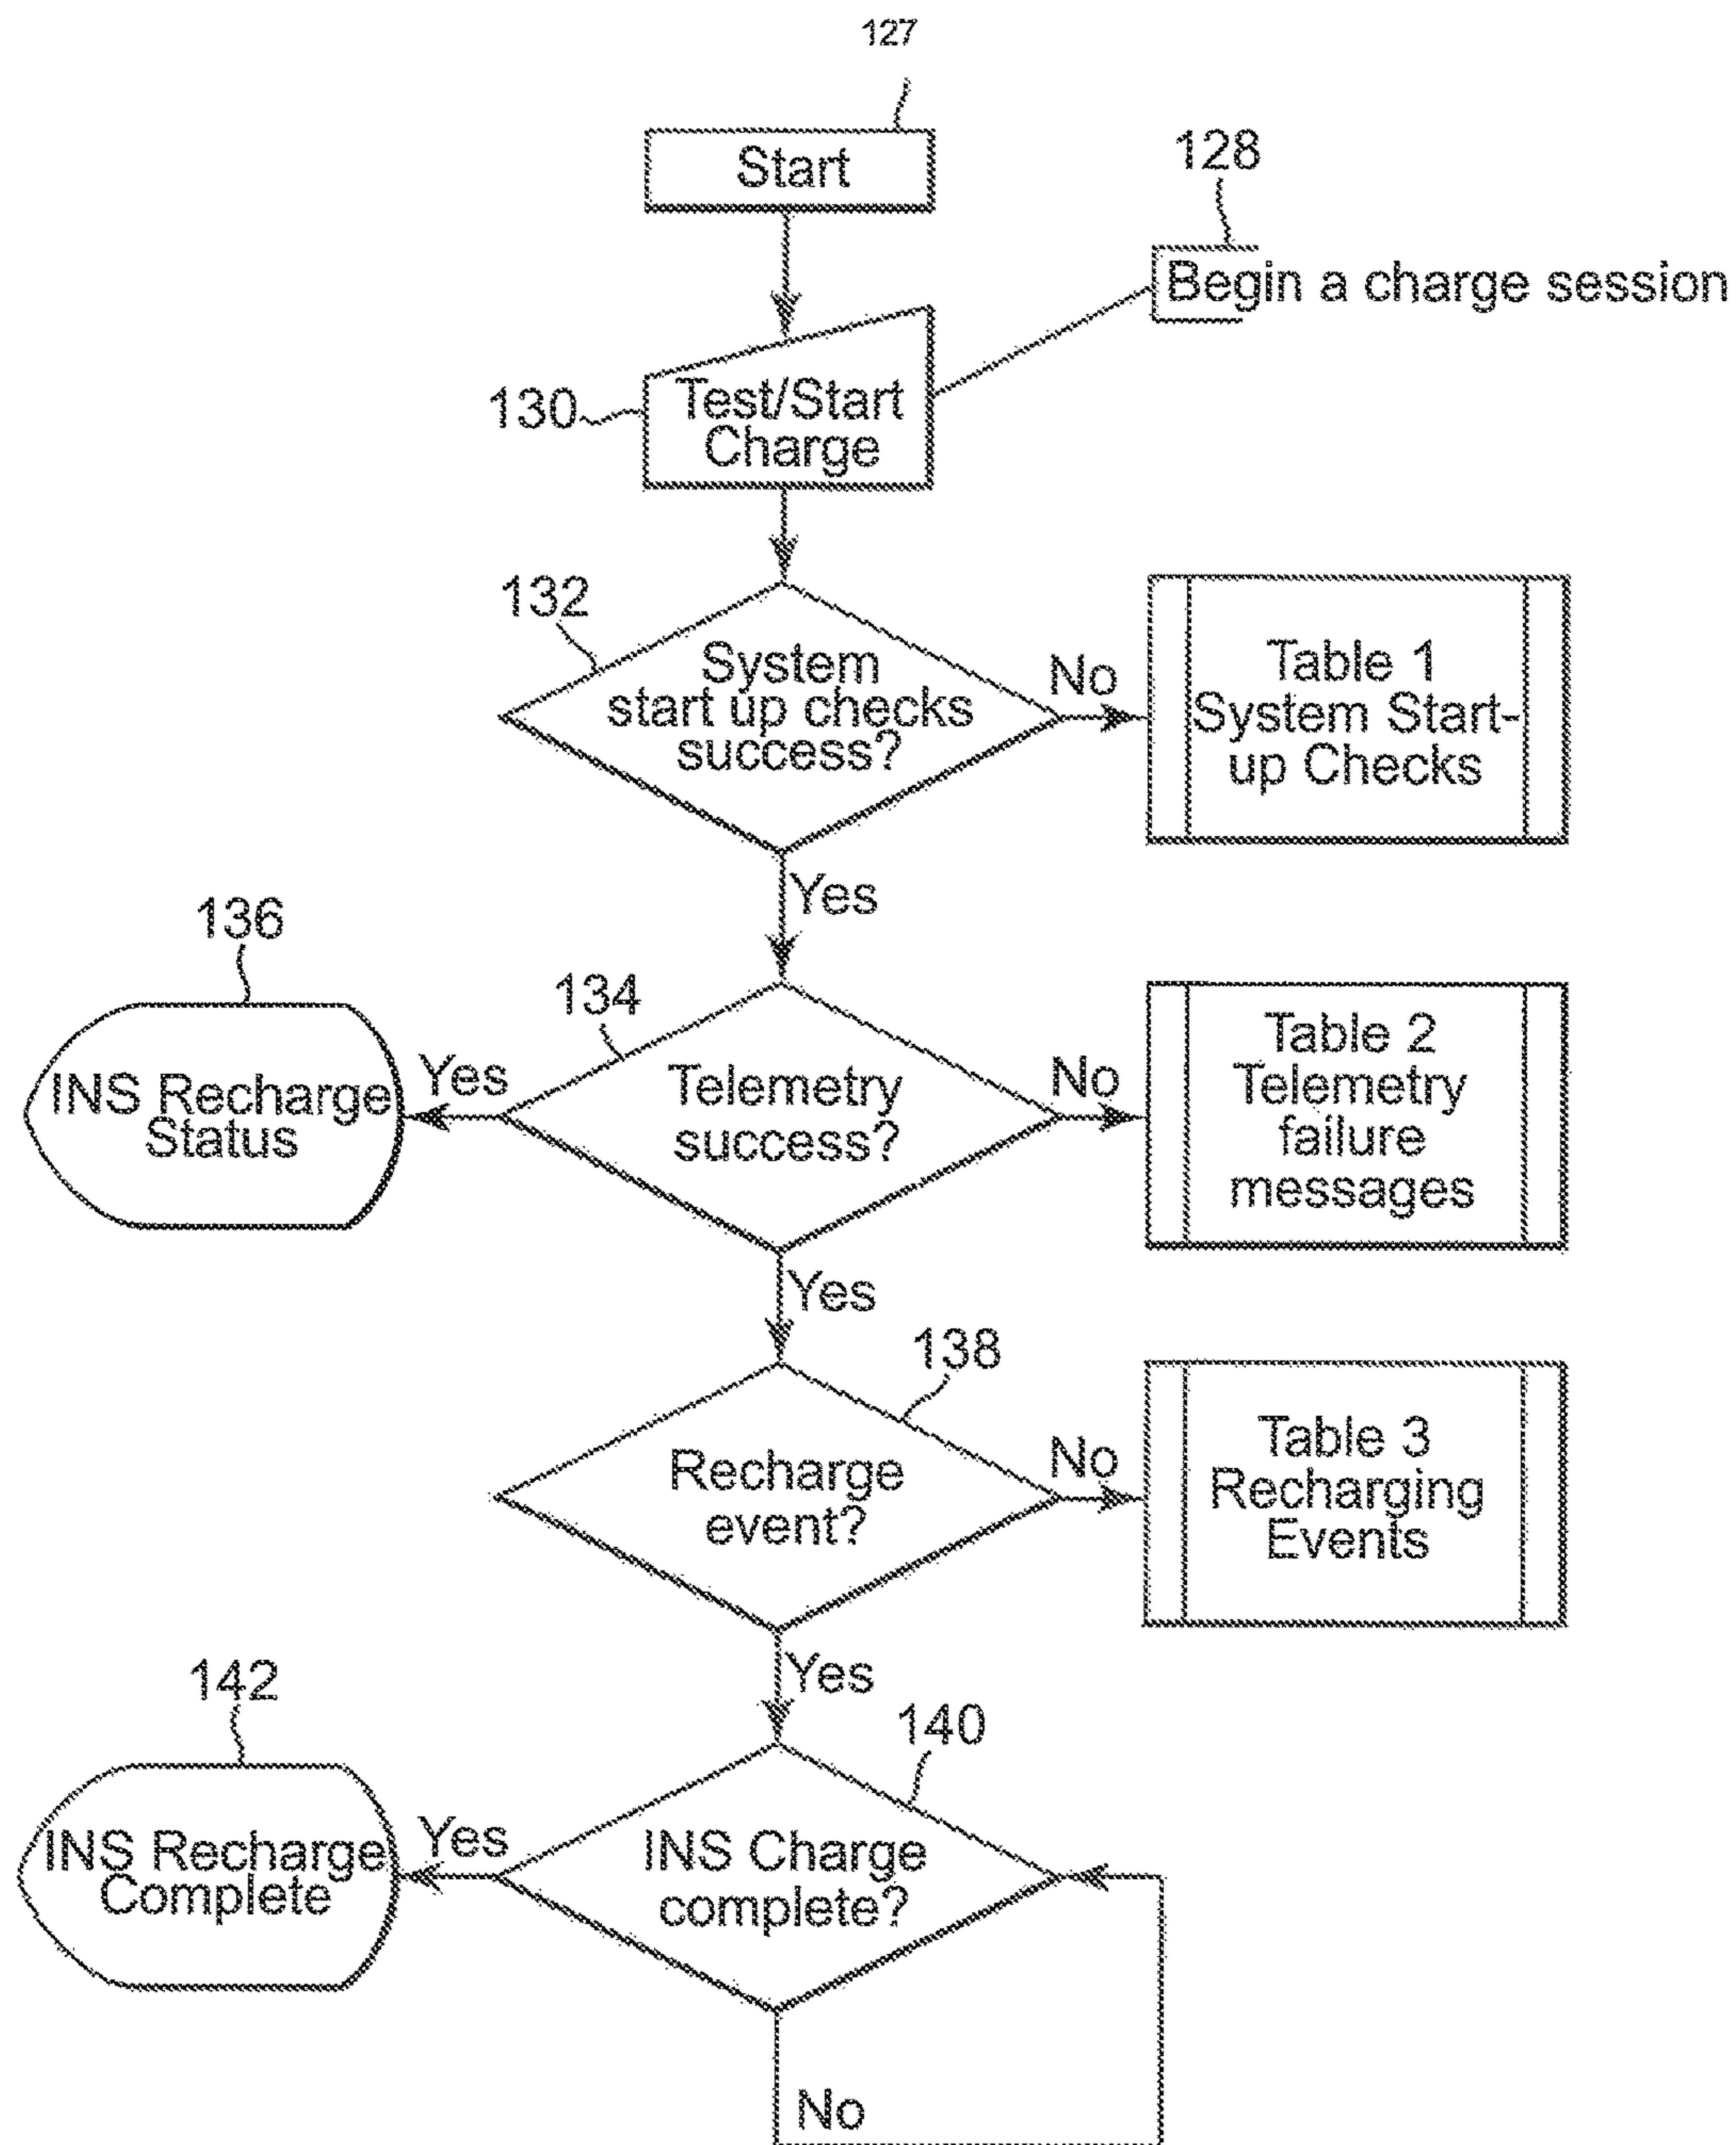 127
Start
128
Begin a charge session
130
Test/Start
Charge
132
System
start up checks
success?
No
Table 1
System Start-
up Checks
Yes
136
134
INS Recharge
Status
Yes
Telemetry
success?
No
Table 2
Telemetry
failure
messages
Yes
138
Recharge
event?
No
Table 3
Recharging
Events
Yes
142
140
INS Recharge
Complete
Yes
INS Charge
complete?
No